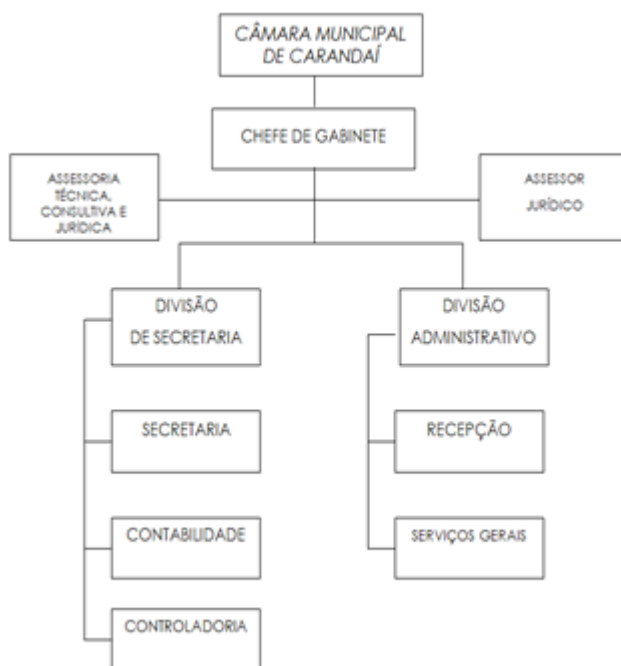 CÂMARA MUNICIPAL
DE CARANDAÍ
CHEFE DE GABINETE
ASSESSORIA
TÉCNICA,
CONSULTIVA E
JURÍDICA
ASSESSOR
JURÍDICO
DIVISÃO
DE SECRETARIA
DIVISÃO
ADMINISTRATIVO
SECRETARIA
RECEPÇÃO
CONTABILIDADE
SERVIÇOS GERAIS
CONTROLADORIA